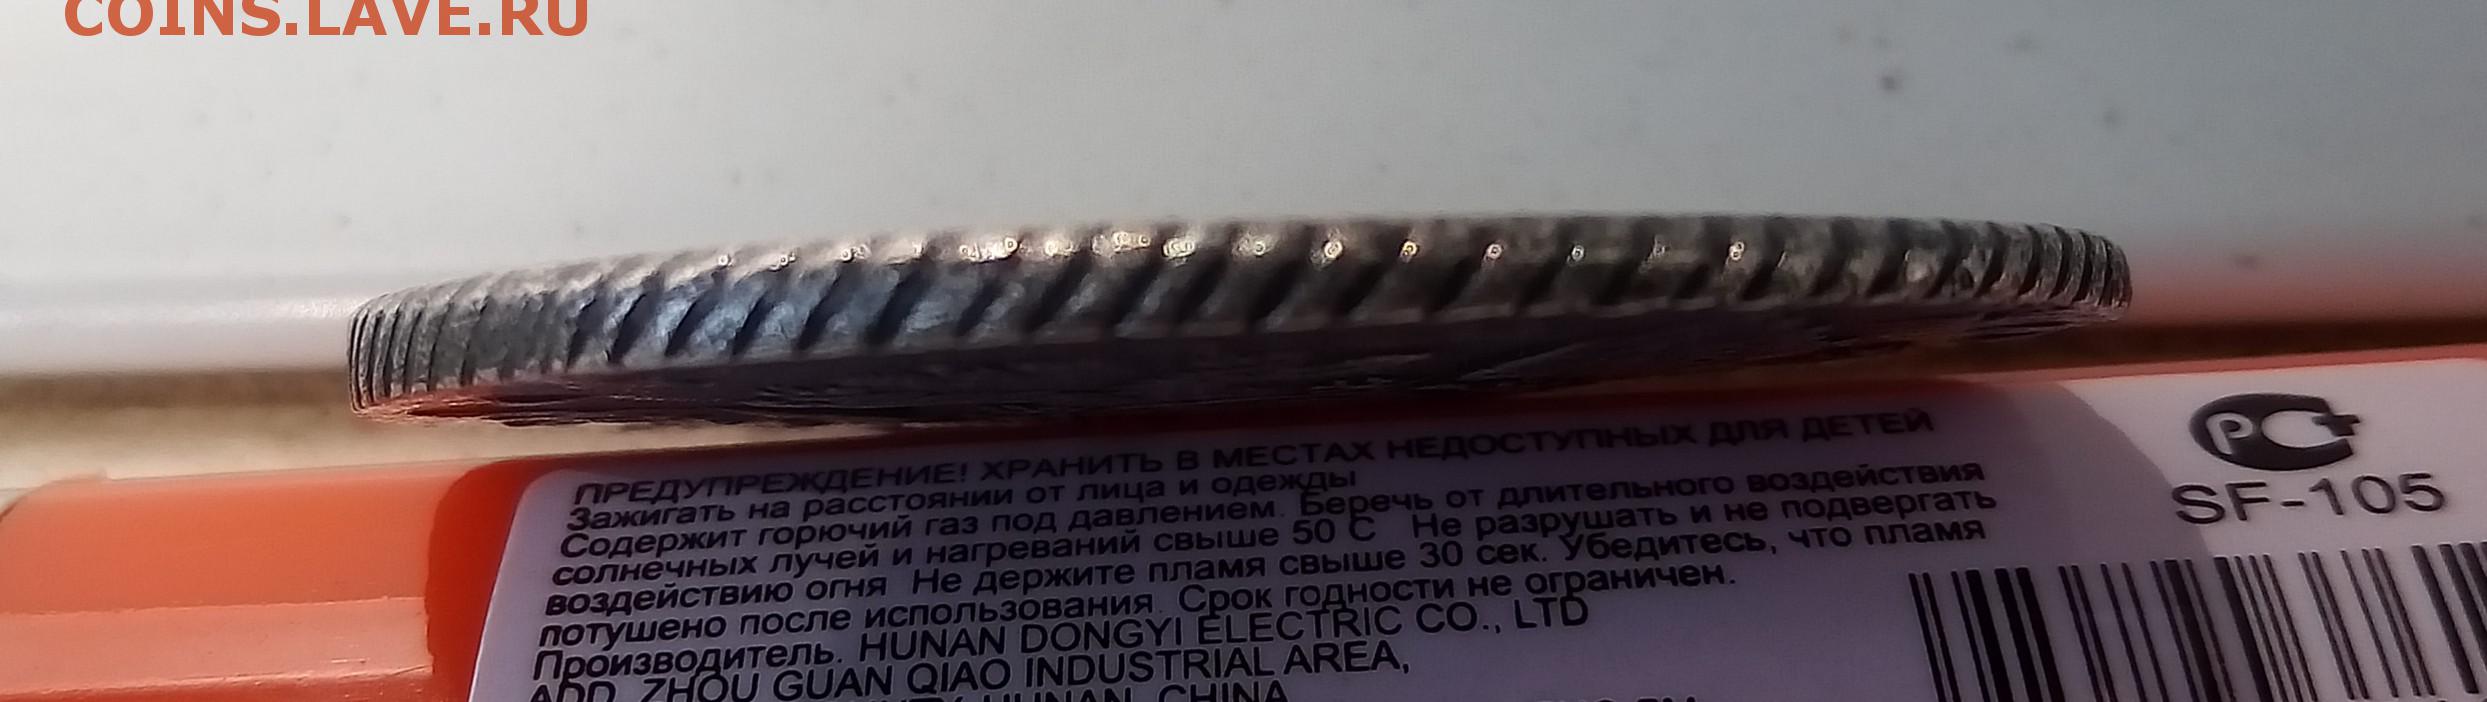 COINS.LAVE.RU
ПРЕДУПРЕЖДЕНИЕ! ХРАНИТЬ В МЕСТАХ НЕДОСТУПНЫХ ДЛЯ ДЕТЕЙ
Зажигать на расстоянии от лица и одежды
Содержит горючий газ под давлением. Беречь от длительного воздействия
солнечных лучей и нагреваний свыше 50 С Не разрушать и не подвергать
воздействию огня Не держите пламя свыше 30 сек. Убедитесь, что пламя
потушено после использования. Срок годности не ограничен.
Производитель. HUNAN DONGYI ELECTRIC CO., LTD
ADD. ZHOU GUAN QIAO INDUSTRIAL AREA,
HUNAN, CHINA
РСТ
SF-105